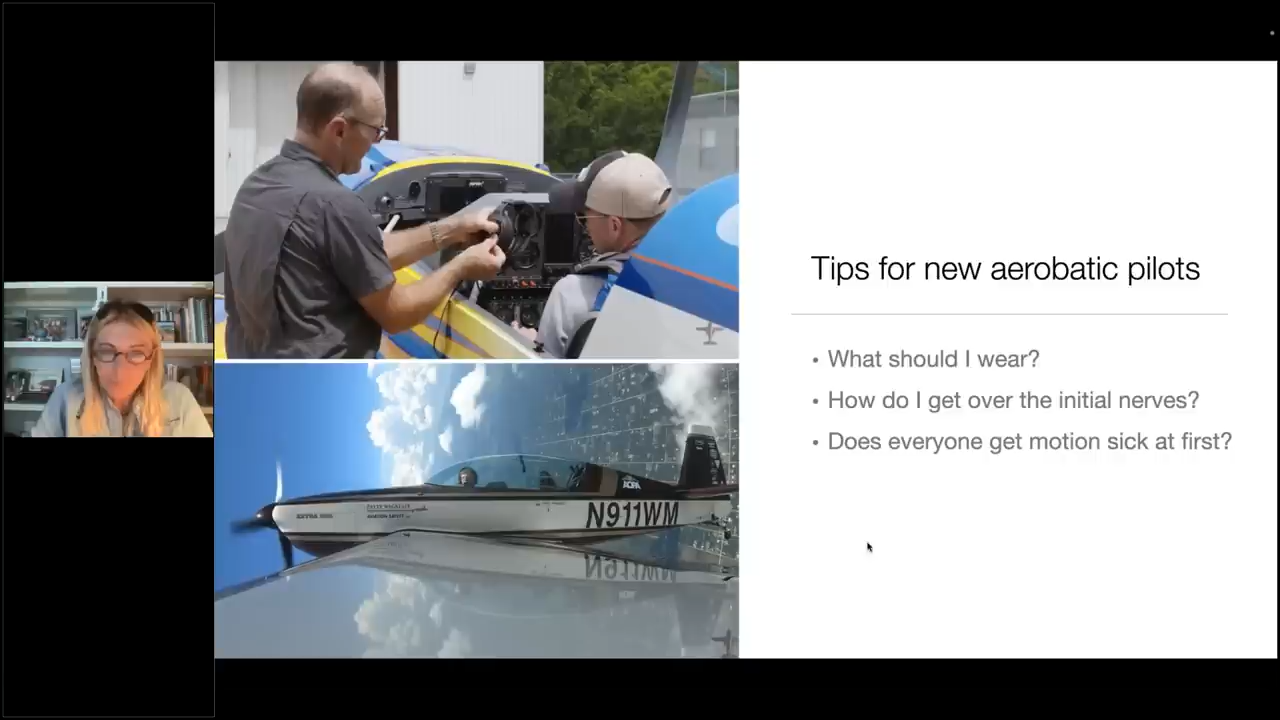 Tips for new aerobatic pilots
• What should I wear?
• How do I get over the initial nerves?
• Does everyone get motion sick at first?
AOPA
N911WM